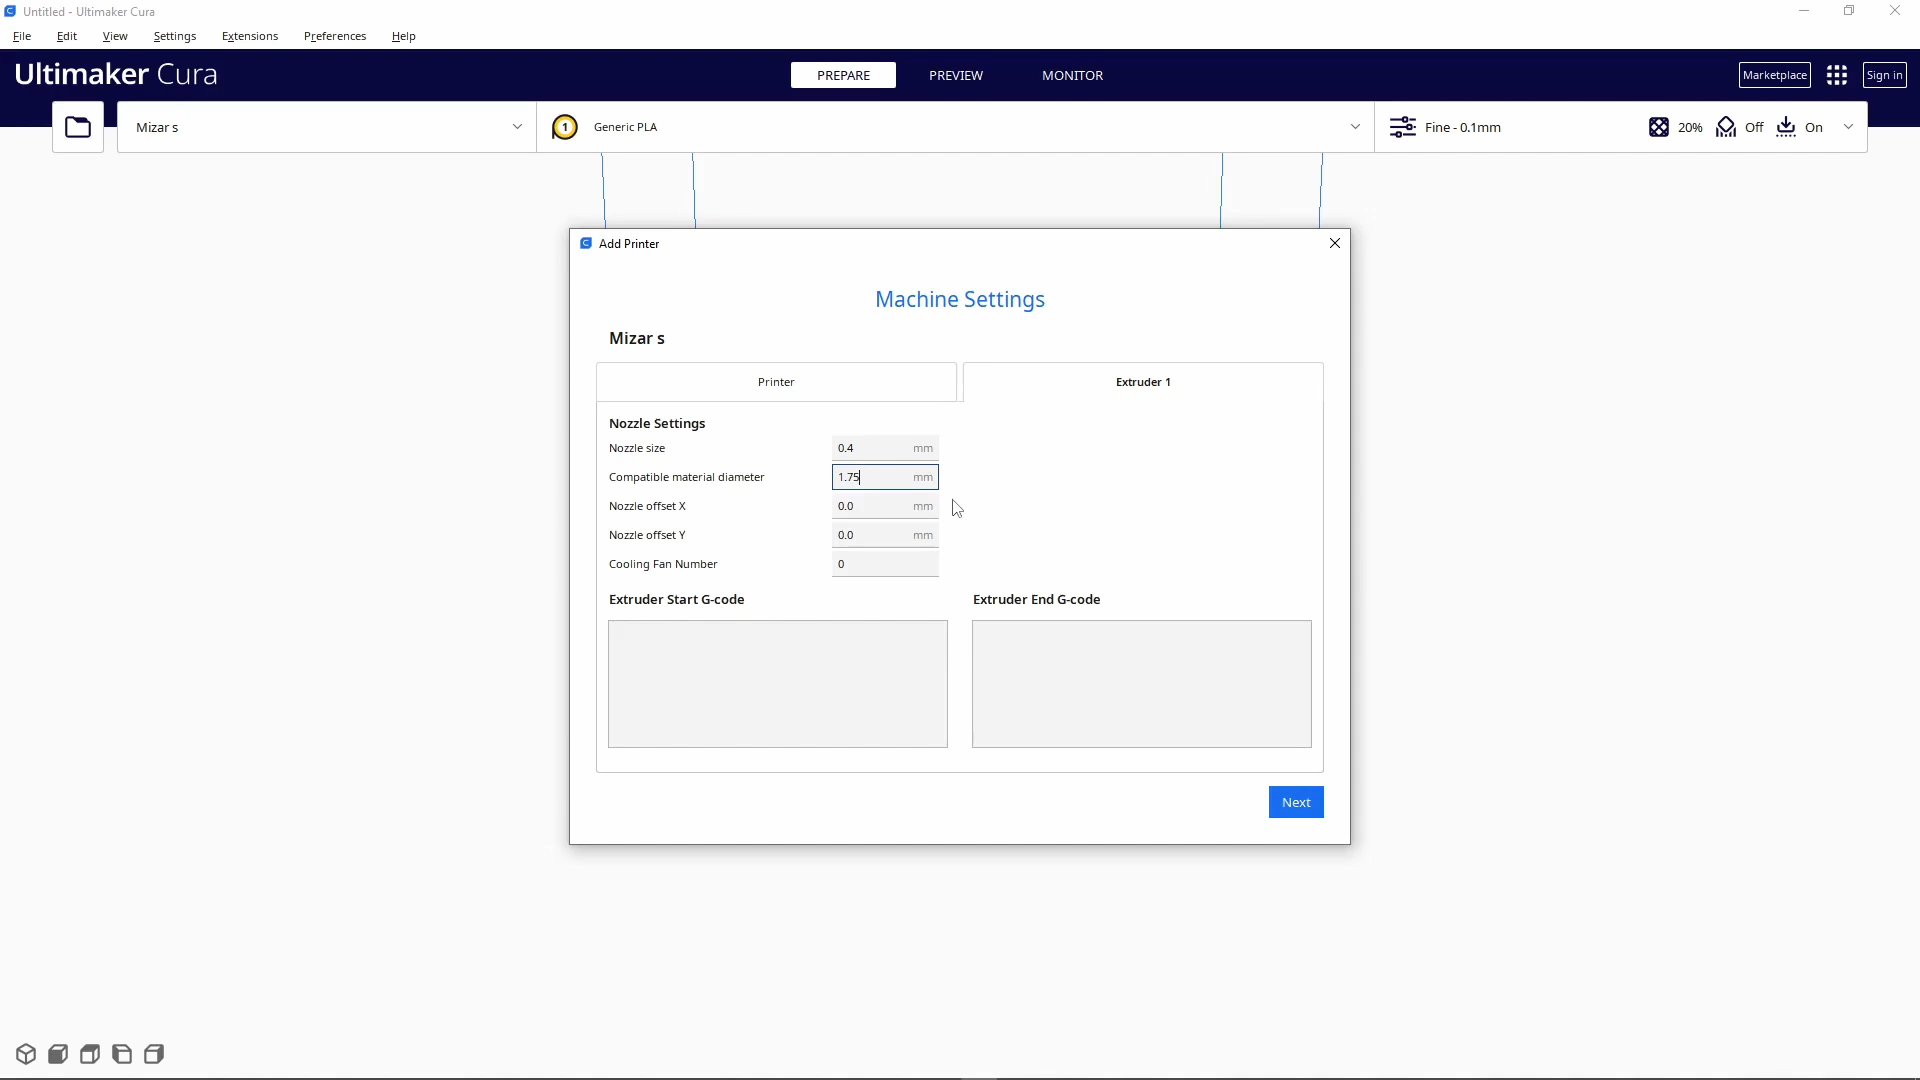 Untitled - Ultimaker Cura
File Edit View Settings Extensions Preferences Help
Ultimaker Cura PREPARE PREVIEW MONITOR Marketplace Sign in
Mizar s 1 Generic PLA Fine - 0.1mm 20% Off On
Add Printer
Machine Settings
Mizar s
Printer Extruder 1
Nozzle Settings
Nozzle size 0.4 mm
Compatible material diameter 1.75 mm
Nozzle offset X 0.0 mm
Nozzle offset Y 0.0 mm
Cooling Fan Number 0
Extruder Start G-code Extruder End G-code
Next